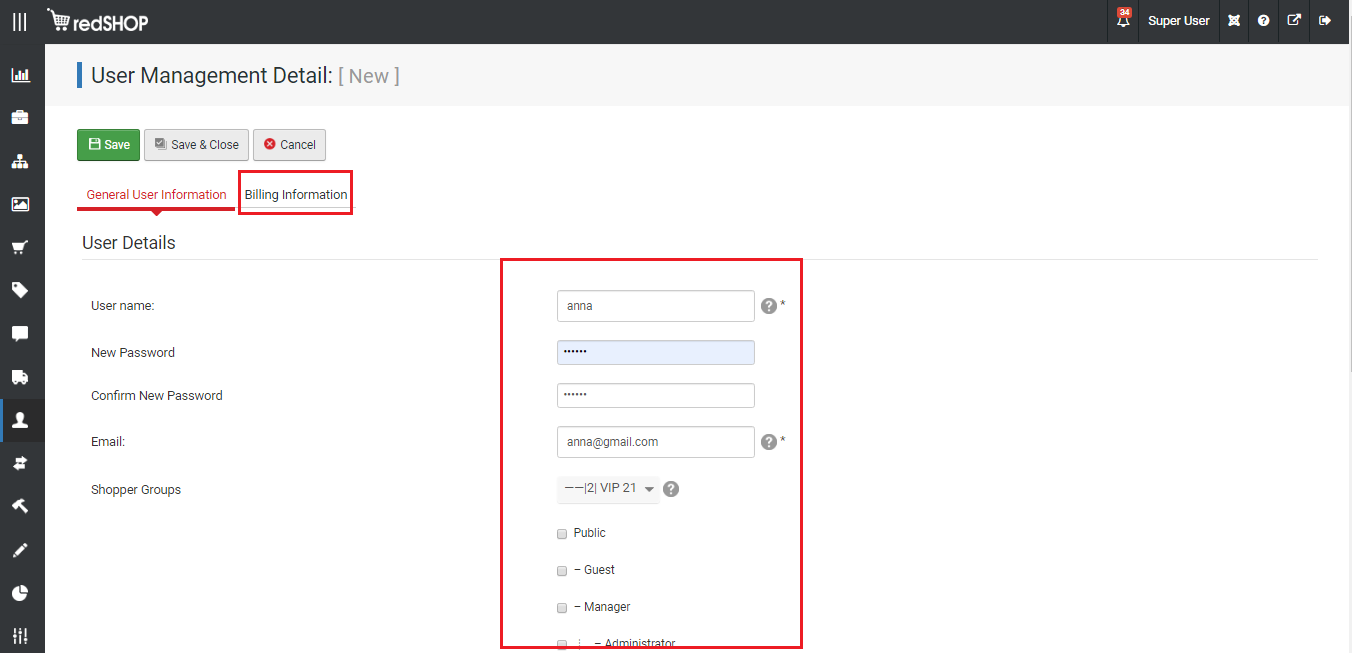 redSHOP
34
Super User
User Management Detail: [ New ]
Save
Save & Close
Cancel
General User Information
Billing Information
User Details
User name:
anna
*
New Password
••••••
Confirm New Password
••••••
Email:
anna@gmail.com
*
Shopper Groups
——|2| VIP 21
Public
– Guest
– Manager
– Administrator